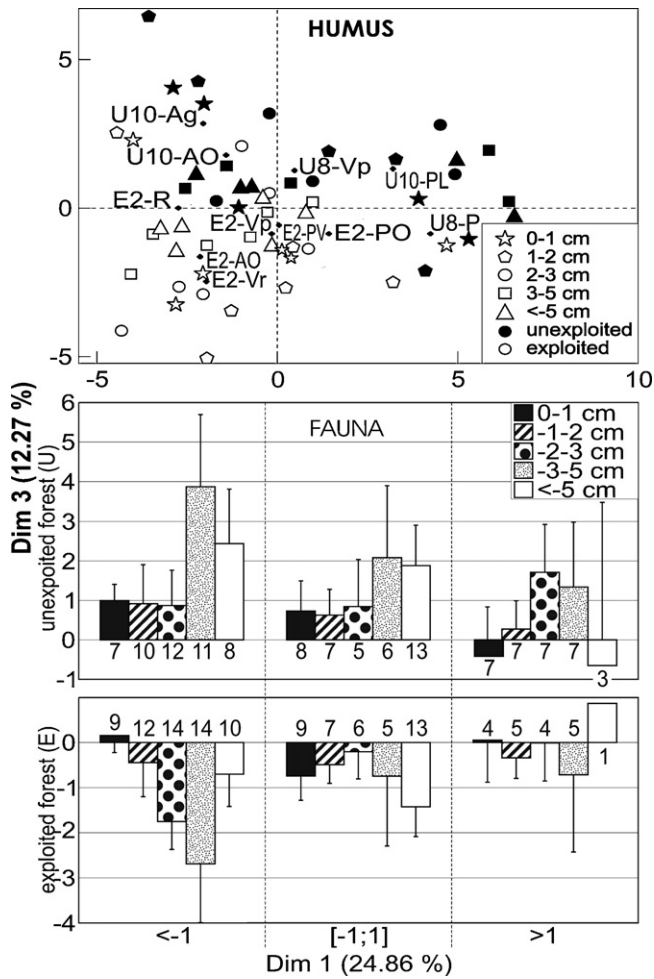 HUMUS
5
U10-Ag
U10-AO
U8-Vp
U10-PL
E2-R
0
E2-Vp
E2-PV
E2-PO
U8-P
E2-AO
E2-Vr
0-1 cm
1-2 cm
2-3 cm
3-5 cm
<-5 cm
unexploited
exploited
-5
-5 0 5 10
Dim 3 (12.27 %)
unexpoited forest (U)
FAUNA
6
5
4
3
2
1
0
-1
0-1 cm
-1-2 cm
-2-3 cm
-3-5 cm
<-5 cm
7 10 12 11 8
8 7 5 6 13
7 7 7 7 3
exploited forest (E)
9 12 14 14 10
9 7 6 5 13
4 5 4 5 1
0
-1
-2
-3
-4
<-1 [-1;1] >1
Dim 1 (24.86 %)